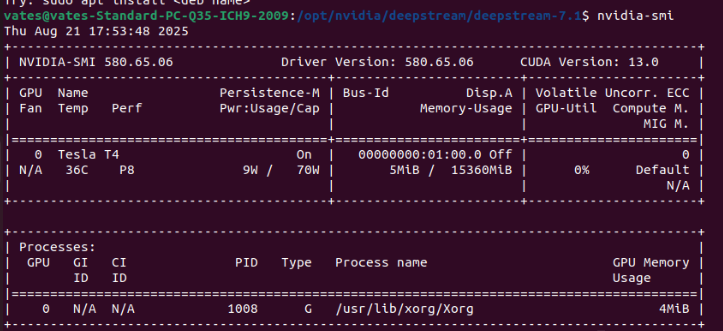 Try: sudo apt install <deb name>
vates@vates-Standard-PC-Q35-ICH9-2009:/opt/nvidia/deepstream/deepstream-7.1$ nvidia-smi
Thu Aug 21 17:53:48 2025
+-----------------------------------------------------------------------------------------+
| NVIDIA-SMI 580.65.06              Driver Version: 580.65.06      CUDA Version: 13.0     |
+-----------------------------------------+------------------------+----------------------+
| GPU  Name                 Persistence-M | Bus-Id          Disp.A | Volatile Uncorr. ECC |
| Fan  Temp   Perf          Pwr:Usage/Cap |           Memory-Usage | GPU-Util  Compute M. |
|                                         |                        |               MIG M. |
|=========================================+========================+======================|
|   0  Tesla T4                       On  |   00000000:01:00.0 Off |                    0 |
| N/A   36C    P8              9W /   70W |       5MiB /  15360MiB |      0%      Default |
|                                         |                        |                  N/A |
+-----------------------------------------+------------------------+----------------------+
+-----------------------------------------------------------------------------------------+
| Processes:                                                                              |
|  GPU   GI   CI              PID   Type   Process name                        GPU Memory |
|        ID   ID                                                               Usage      |
|=========================================================================================|
|    0   N/A  N/A            1008      G   /usr/lib/xorg/Xorg                        4MiB |
+-----------------------------------------------------------------------------------------+